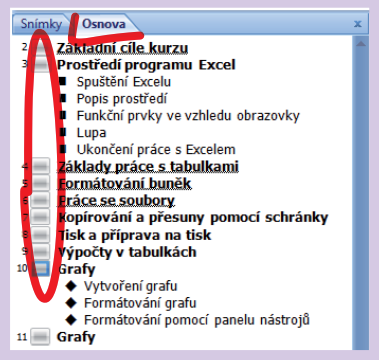 Snímky Osnova x
2 Základní cíle kurzu
3 Prostředí programu Excel
■ Spuštění Excelu
■ Popis prostředí
■ Funkční prvky ve vzhledu obrazovky
■ Lupa
■ Ukončení práce s Excelem
4 Základy práce s tabulkami
5 Formátování buněk
6 Práce se soubory
7 Kopírování a přesuny pomocí schránky
8 Tisk a příprava na tisk
9 Výpočty v tabulkách
10 Grafy
◆ Vytvoření grafu
◆ Formátování grafu
◆ Formátování pomocí panelu nástrojů
11 Grafy